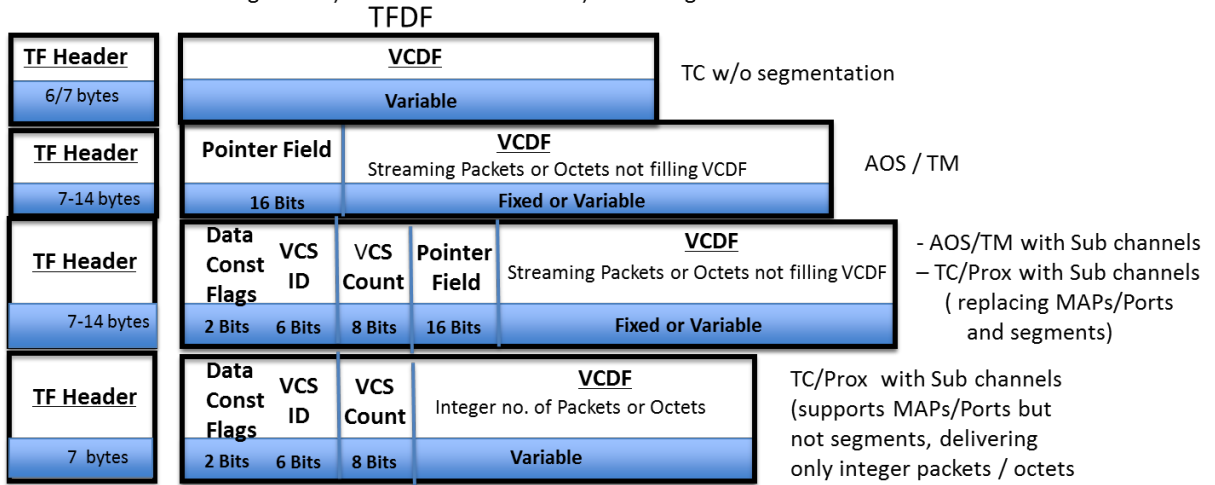 TFDF
TF Header
6/7 bytes
VCDF
Variable
TC w/o segmentation
TF Header
7-14 bytes
Pointer Field
16 Bits
VCDF
Streaming Packets or Octets not filling VCDF
Fixed or Variable
AOS / TM
TF Header
7-14 bytes
Data
Const
Flags
2 Bits
VCS
ID
6 Bits
VCS
Count
8 Bits
Pointer
Field
16 Bits
VCDF
Streaming Packets or Octets not filling VCDF
Fixed or Variable
- AOS/TM with Sub channels
– TC/Prox with Sub channels
( replacing MAPs/Ports
and segments)
TF Header
7 bytes
Data
Const
Flags
2 Bits
VCS
ID
6 Bits
VCS
Count
8 Bits
VCDF
Integer no. of Packets or Octets
Variable
TC/Prox with Sub channels
(supports MAPs/Ports but
not segments, delivering
only integer packets / octets